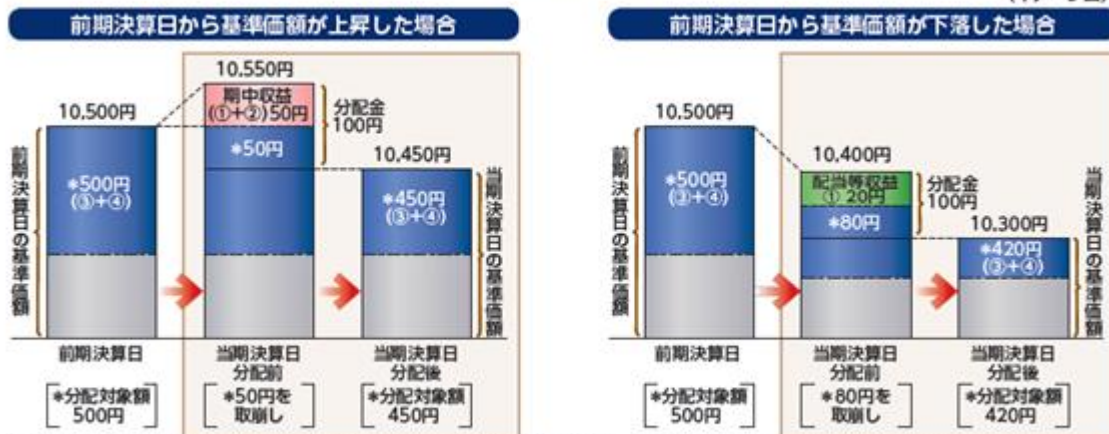 前期決算日から基準価額が上昇した場合
10,550円
期中収益
(①+②)50円
分配金
100円
10,500円
*50円
10,450円
*500円
(③+④)
*450円
(③+④)
前期決算日の基準価額
当期決算日の基準価額
前期決算日
当期決算日
分配前
当期決算日
分配後
*分配対象額
500円
*50円を
取崩し
*分配対象額
450円
前期決算日から基準価額が下落した場合
10,500円
10,400円
*500円
(③+④)
配当等収益
① 20円
分配金
100円
*80円
10,300円
*420円
(③+④)
前期決算日の基準価額
当期決算日の基準価額
前期決算日
当期決算日
分配前
当期決算日
分配後
*分配対象額
500円
*80円を
取崩し
*分配対象額
420円